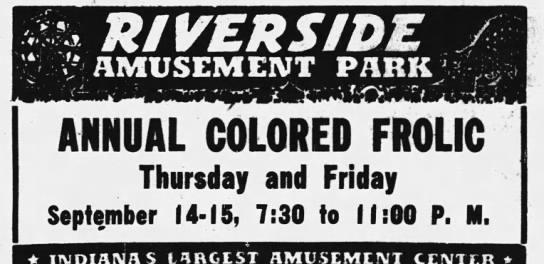 RIVERSIDE
AMUSEMENT PARK
ANNUAL COLORED FROLIC
Thursday and Friday
September 14-15, 7:30 to 11:00 P. M.
★ INDIANA'S LARGEST AMUSEMENT CENTER ★